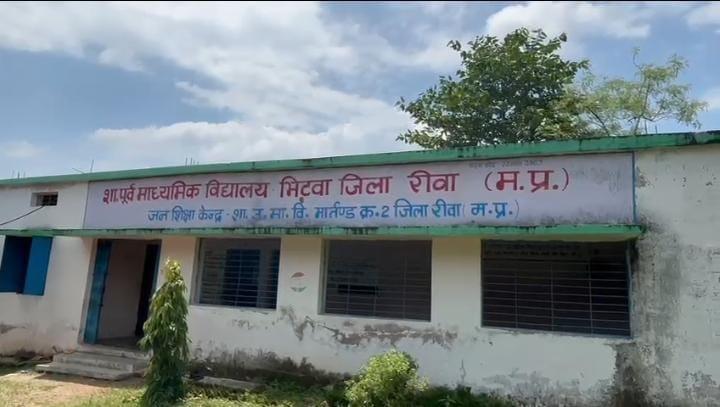 शा.पूर्व माध्यमिक विद्यालय भिटवा जिला रीवा (म.प्र.)
जन शिक्षा केन्द्र - शा. उ. मा. वि. मार्तण्ड क्र.2 जिला रीवा (म.प्र.)